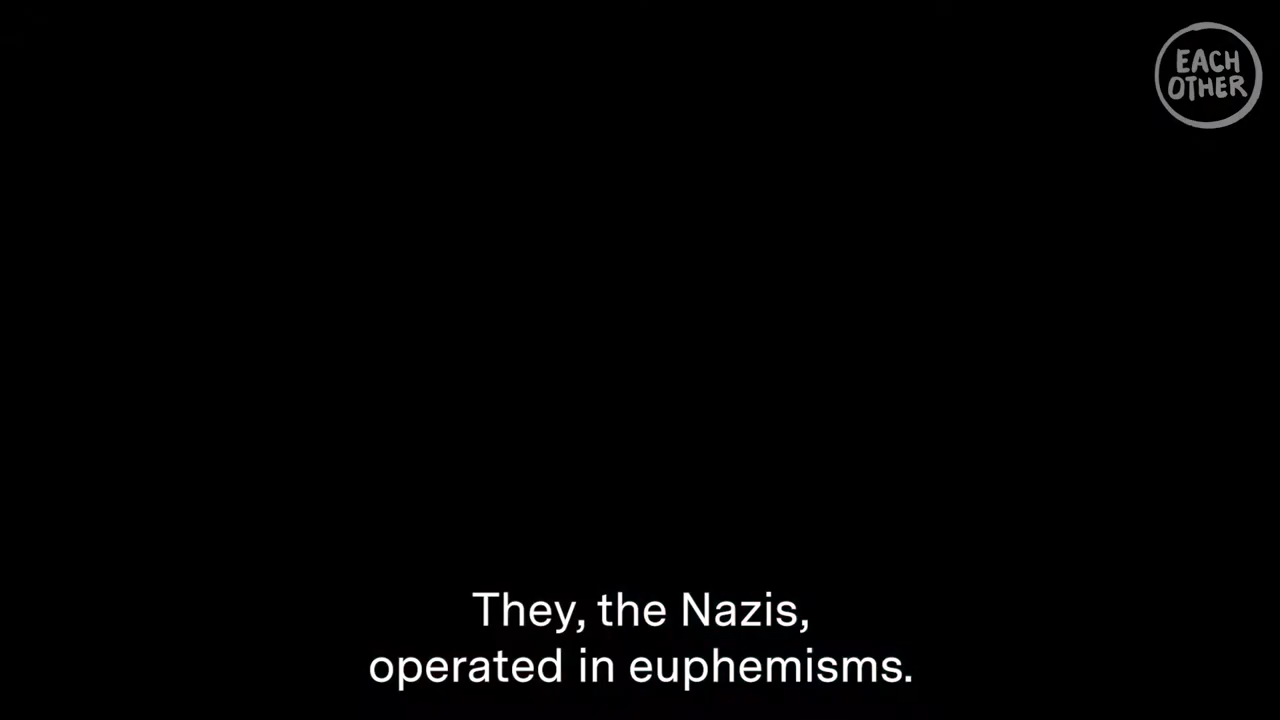 EACH
OTHER
They, the Nazis,
operated in euphemisms.